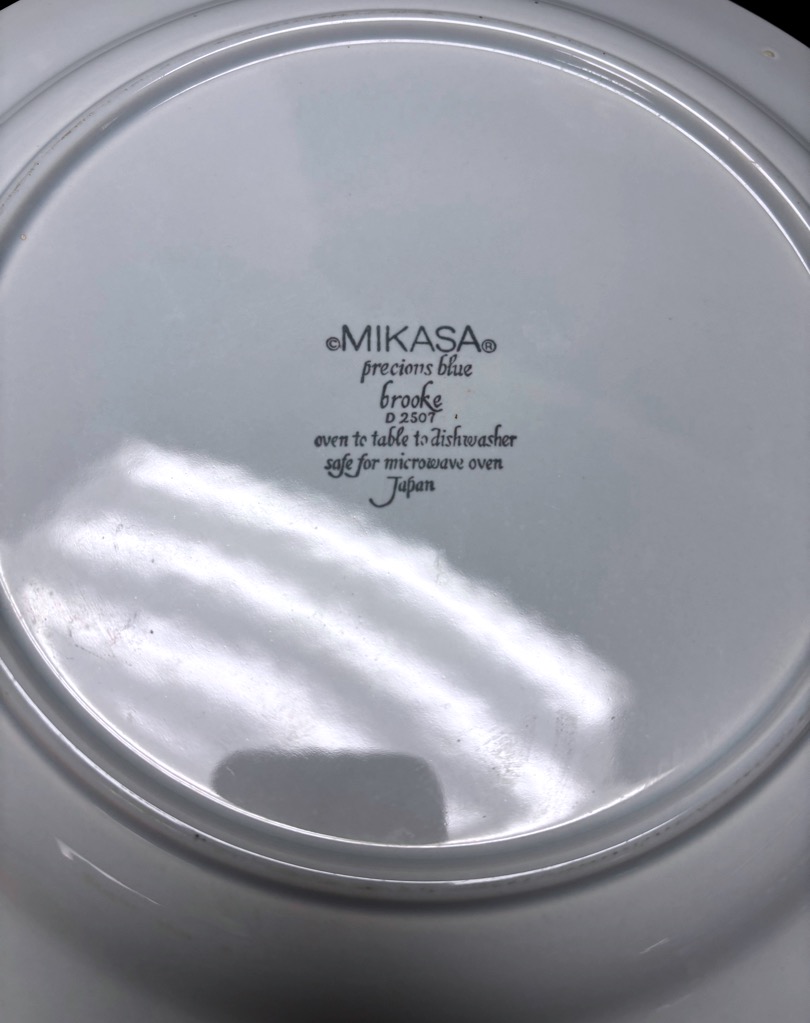 ©MIKASA®
precious blue
brooke
D 2507
oven to table to dishwasher
safe for microwave oven
Japan